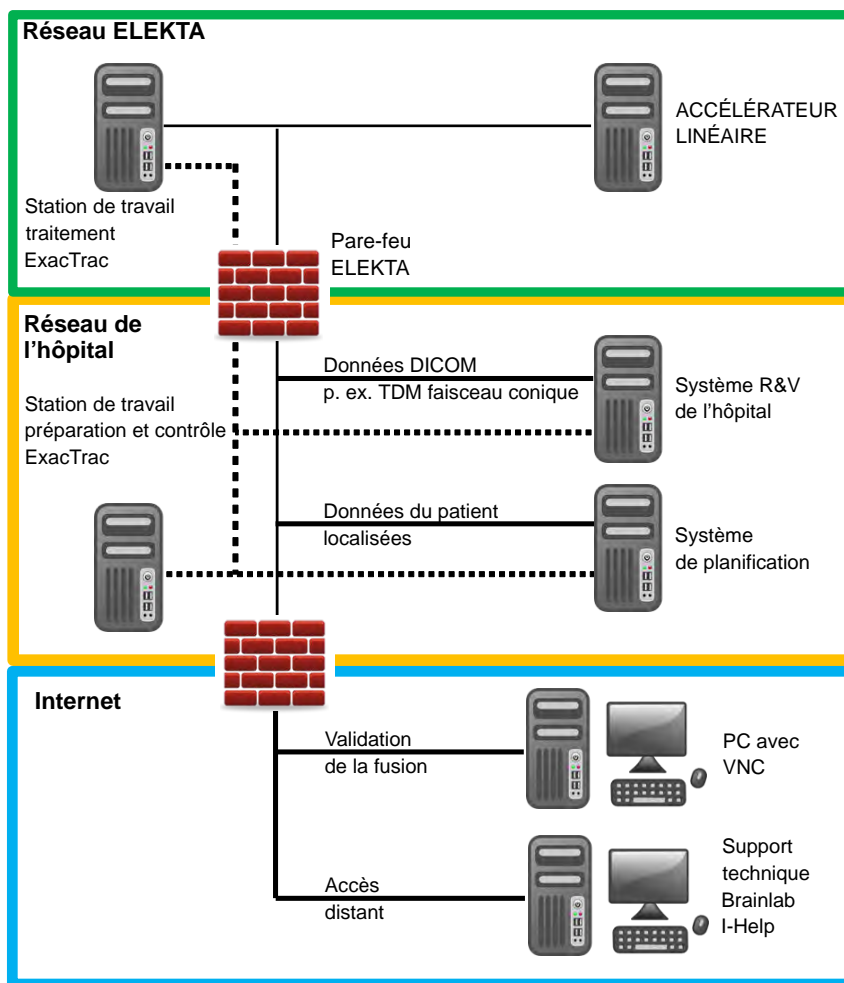 Réseau ELEKTA
ACCÉLÉRATEUR
LINÉAIRE
Station de travail
traitement
ExacTrac
Pare-feu
ELEKTA
Réseau de
l'hôpital
Données DICOM
p. ex. TDM faisceau conique
Système R&V
de l'hôpital
Station de travail
préparation et contrôle
ExacTrac
Données du patient
localisées
Système
de planification
Internet
Validation
de la fusion
PC avec
VNC
Accès
distant
Support
technique
Brainlab
I-Help